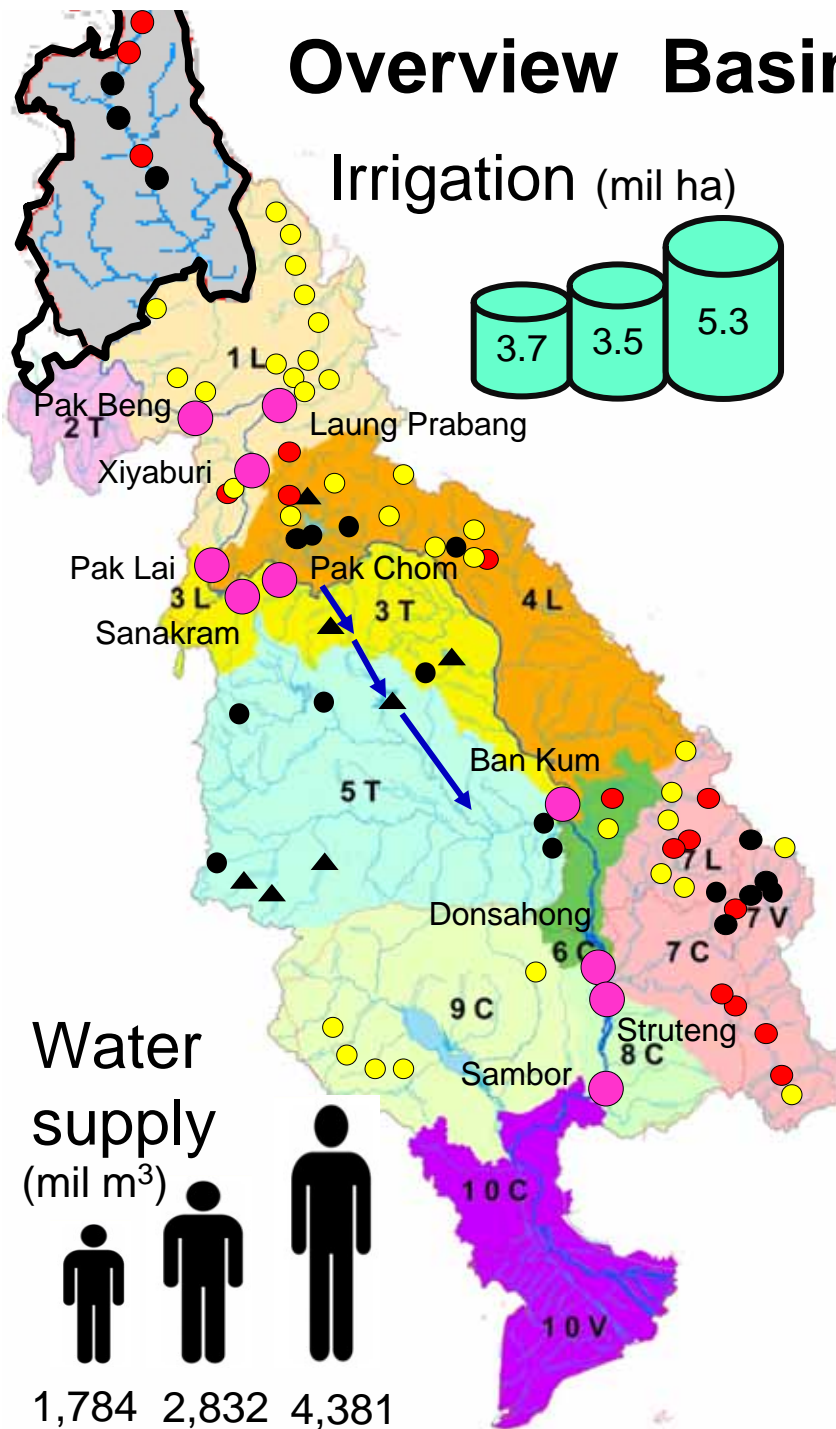 Overview Basin
Irrigation (mil ha)
3.7
3.5
5.3
1 L
Pak Beng
2 T
Laung Prabang
Xiyaburi
Pak Lai
Pak Chom
3 L
3 T
4 L
Sanakram
Ban Kum
5 T
7 L
Donsahong
7 V
6 C
7 C
9 C
Struteng
8 C
Sambor
Water
supply
(mil m³)
10 C
10 V
1,784
2,832
4,381